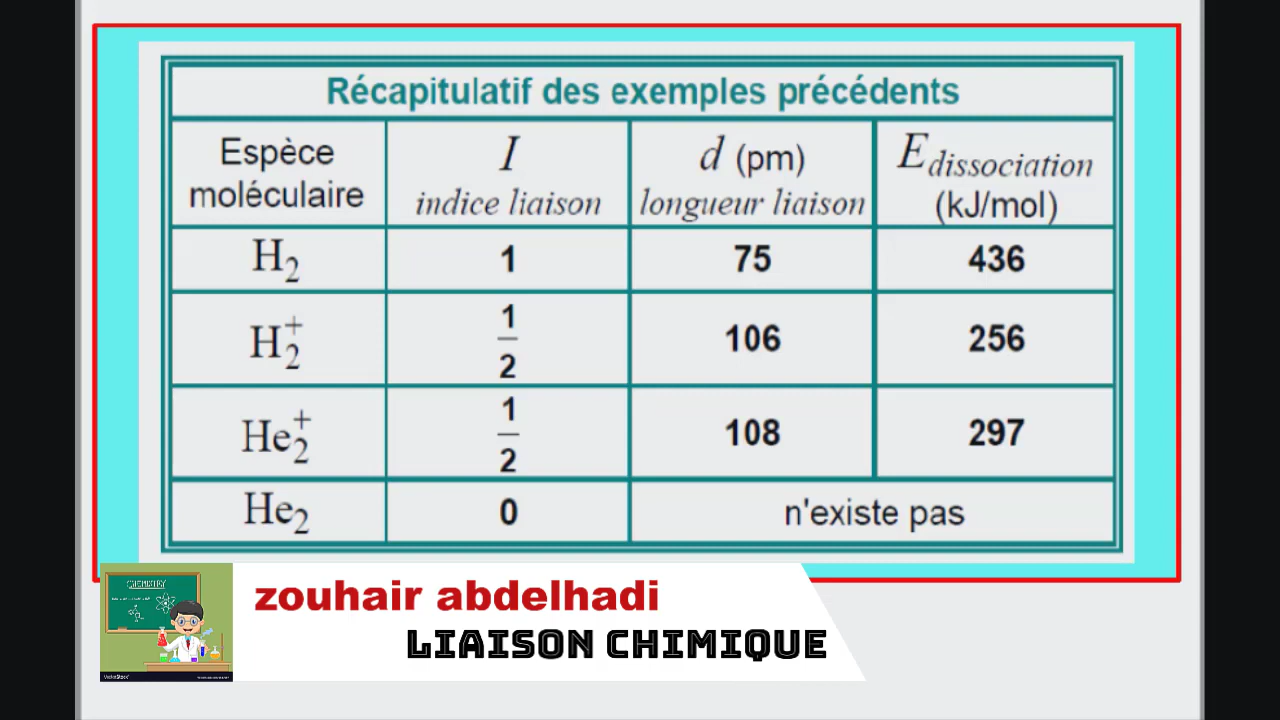 Récapitulatif des exemples précédents
Espèce moléculaire | I indice liaison | d (pm) longueur liaison | E dissociation (kJ/mol)
H₂ | 1 | 75 | 436
H₂⁺ | 1/2 | 106 | 256
He₂⁺ | 1/2 | 108 | 297
He₂ | 0 | n'existe pas
CHEMISTRY
zouhair abdelhadi
LIAISON CHIMIQUE
VectorStock